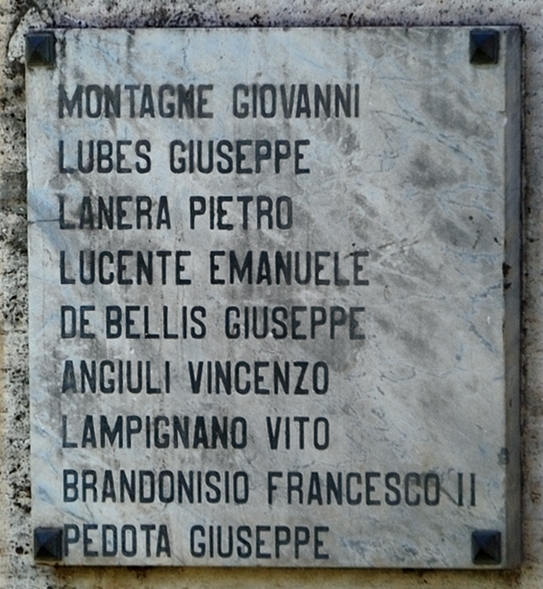 MONTAGNE GIOVANNI
LUBES GIUSEPPE
LANERA PIETRO
LUCENTE EMANUELE
DE BELLIS GIUSEPPE
ANGIULI VINCENZO
LAMPIGNANO VITO
BRANDONISIO FRANCESCO II
PEDOTA GIUSEPPE